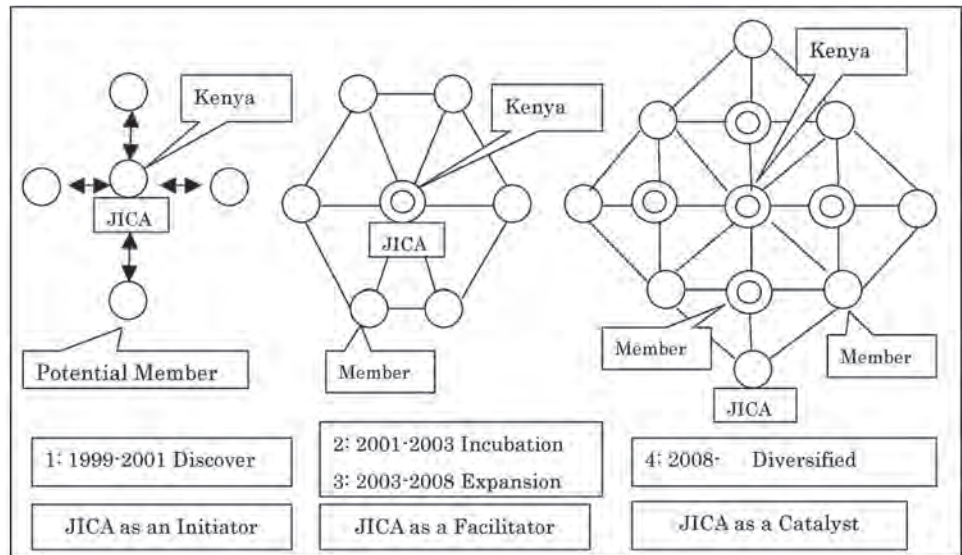 Kenya
JICA
Potential Member
1: 1999-2001 Discover
JICA as an Initiator
Kenya
JICA
Member
2: 2001-2003 Incubation
3: 2003-2008 Expansion
JICA as a Facilitator
Kenya
Member
Member
JICA
4: 2008- Diversified
JICA as a Catalyst